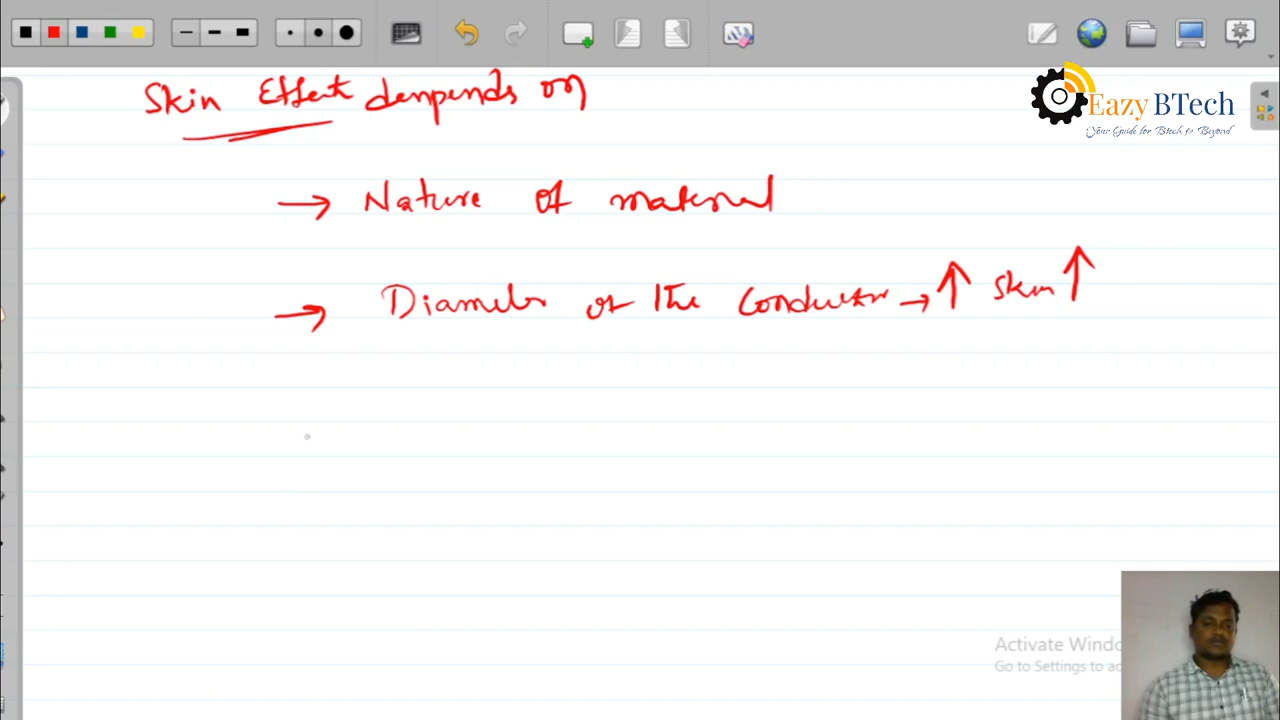 Skin Effect denpends on
→ Nature of material
→ Diameter of the conductor → ↑ skin ↑
Eazy BTech
Your Guide for Btech & Beyond
Activate Windo
Go to Settings to ac